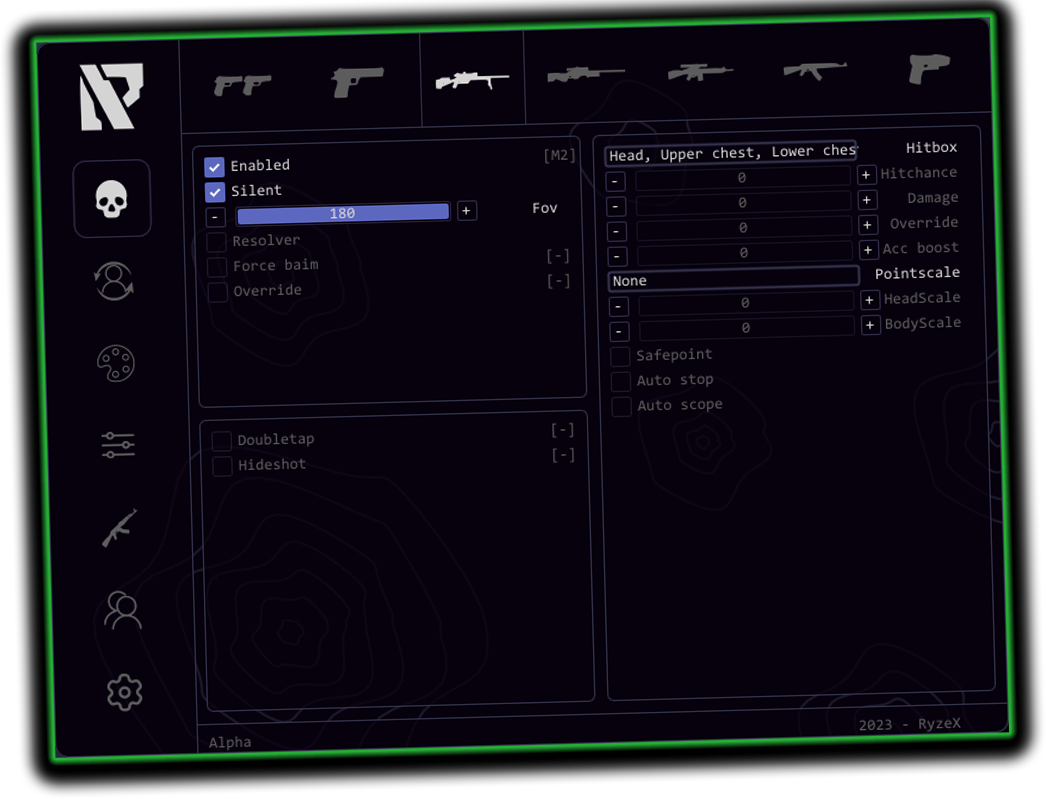 Enabled [M2]
Silent
- 180 + Fov
Resolver
Force baim [-]
Override [-]
Doubletap [-]
Hideshot [-]
Head, Upper chest, Lower ches Hitbox
- 0 + Hitchance
- 0 + Damage
- 0 + Override
- 0 + Acc boost
None Pointscale
- 0 + HeadScale
- 0 + BodyScale
Safepoint
Auto stop
Auto scope
Alpha
2023 - RyzeX